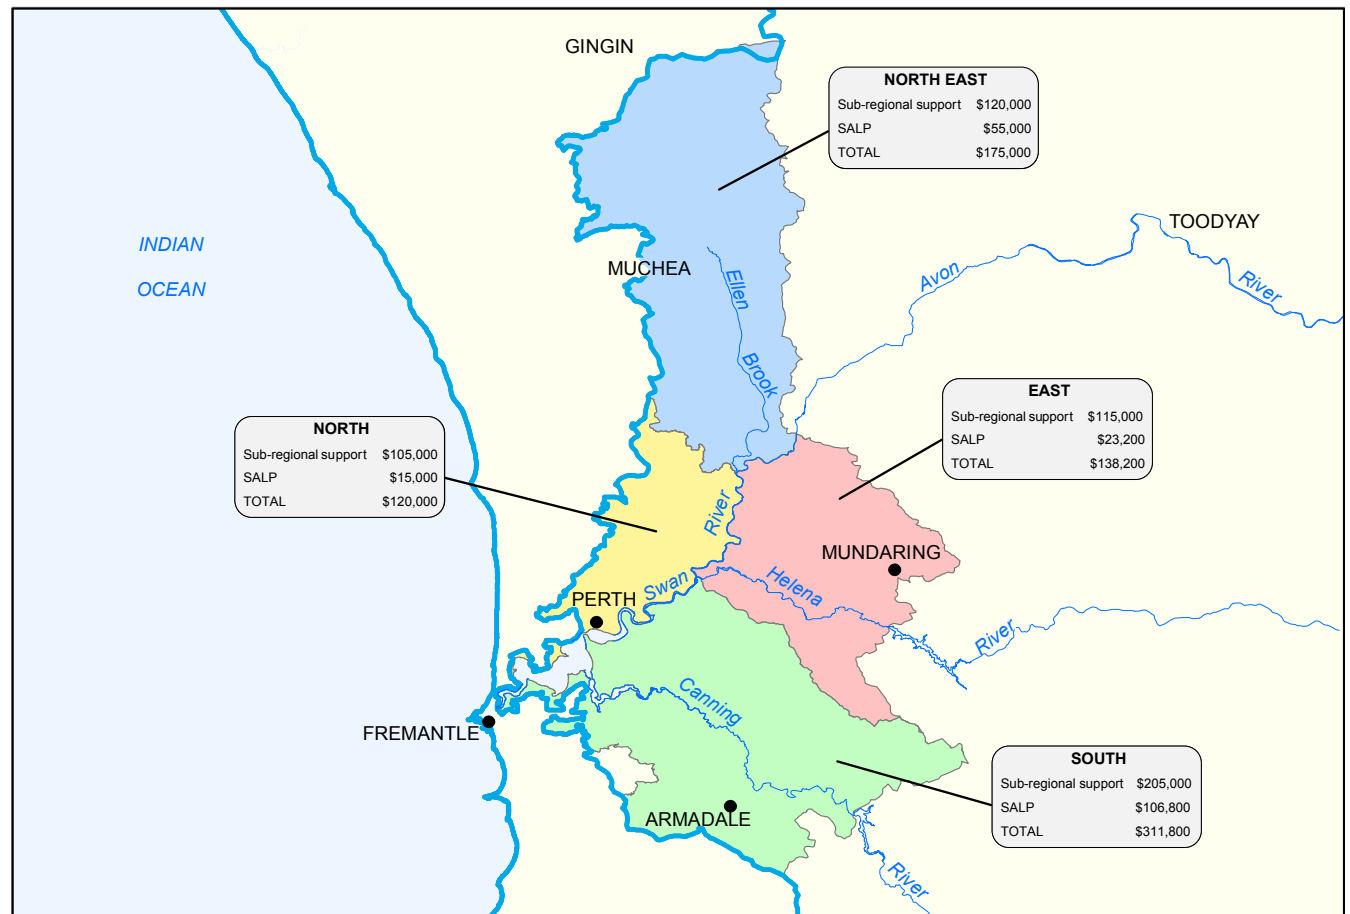 GINGIN
NORTH EAST
Sub-regional support $120,000
SALP $55,000
TOTAL $175,000
TOODYAY
INDIAN
OCEAN
MUCHEA
Ellen
Brook
Avon
River
EAST
Sub-regional support $115,000
SALP $23,200
TOTAL $138,200
NORTH
Sub-regional support $105,000
SALP $15,000
TOTAL $120,000
River
MUNDARING
Swan
Helena
PERTH
River
Canning
FREMANTLE
SOUTH
Sub-regional support $205,000
SALP $106,800
TOTAL $311,800
ARMADALE
River